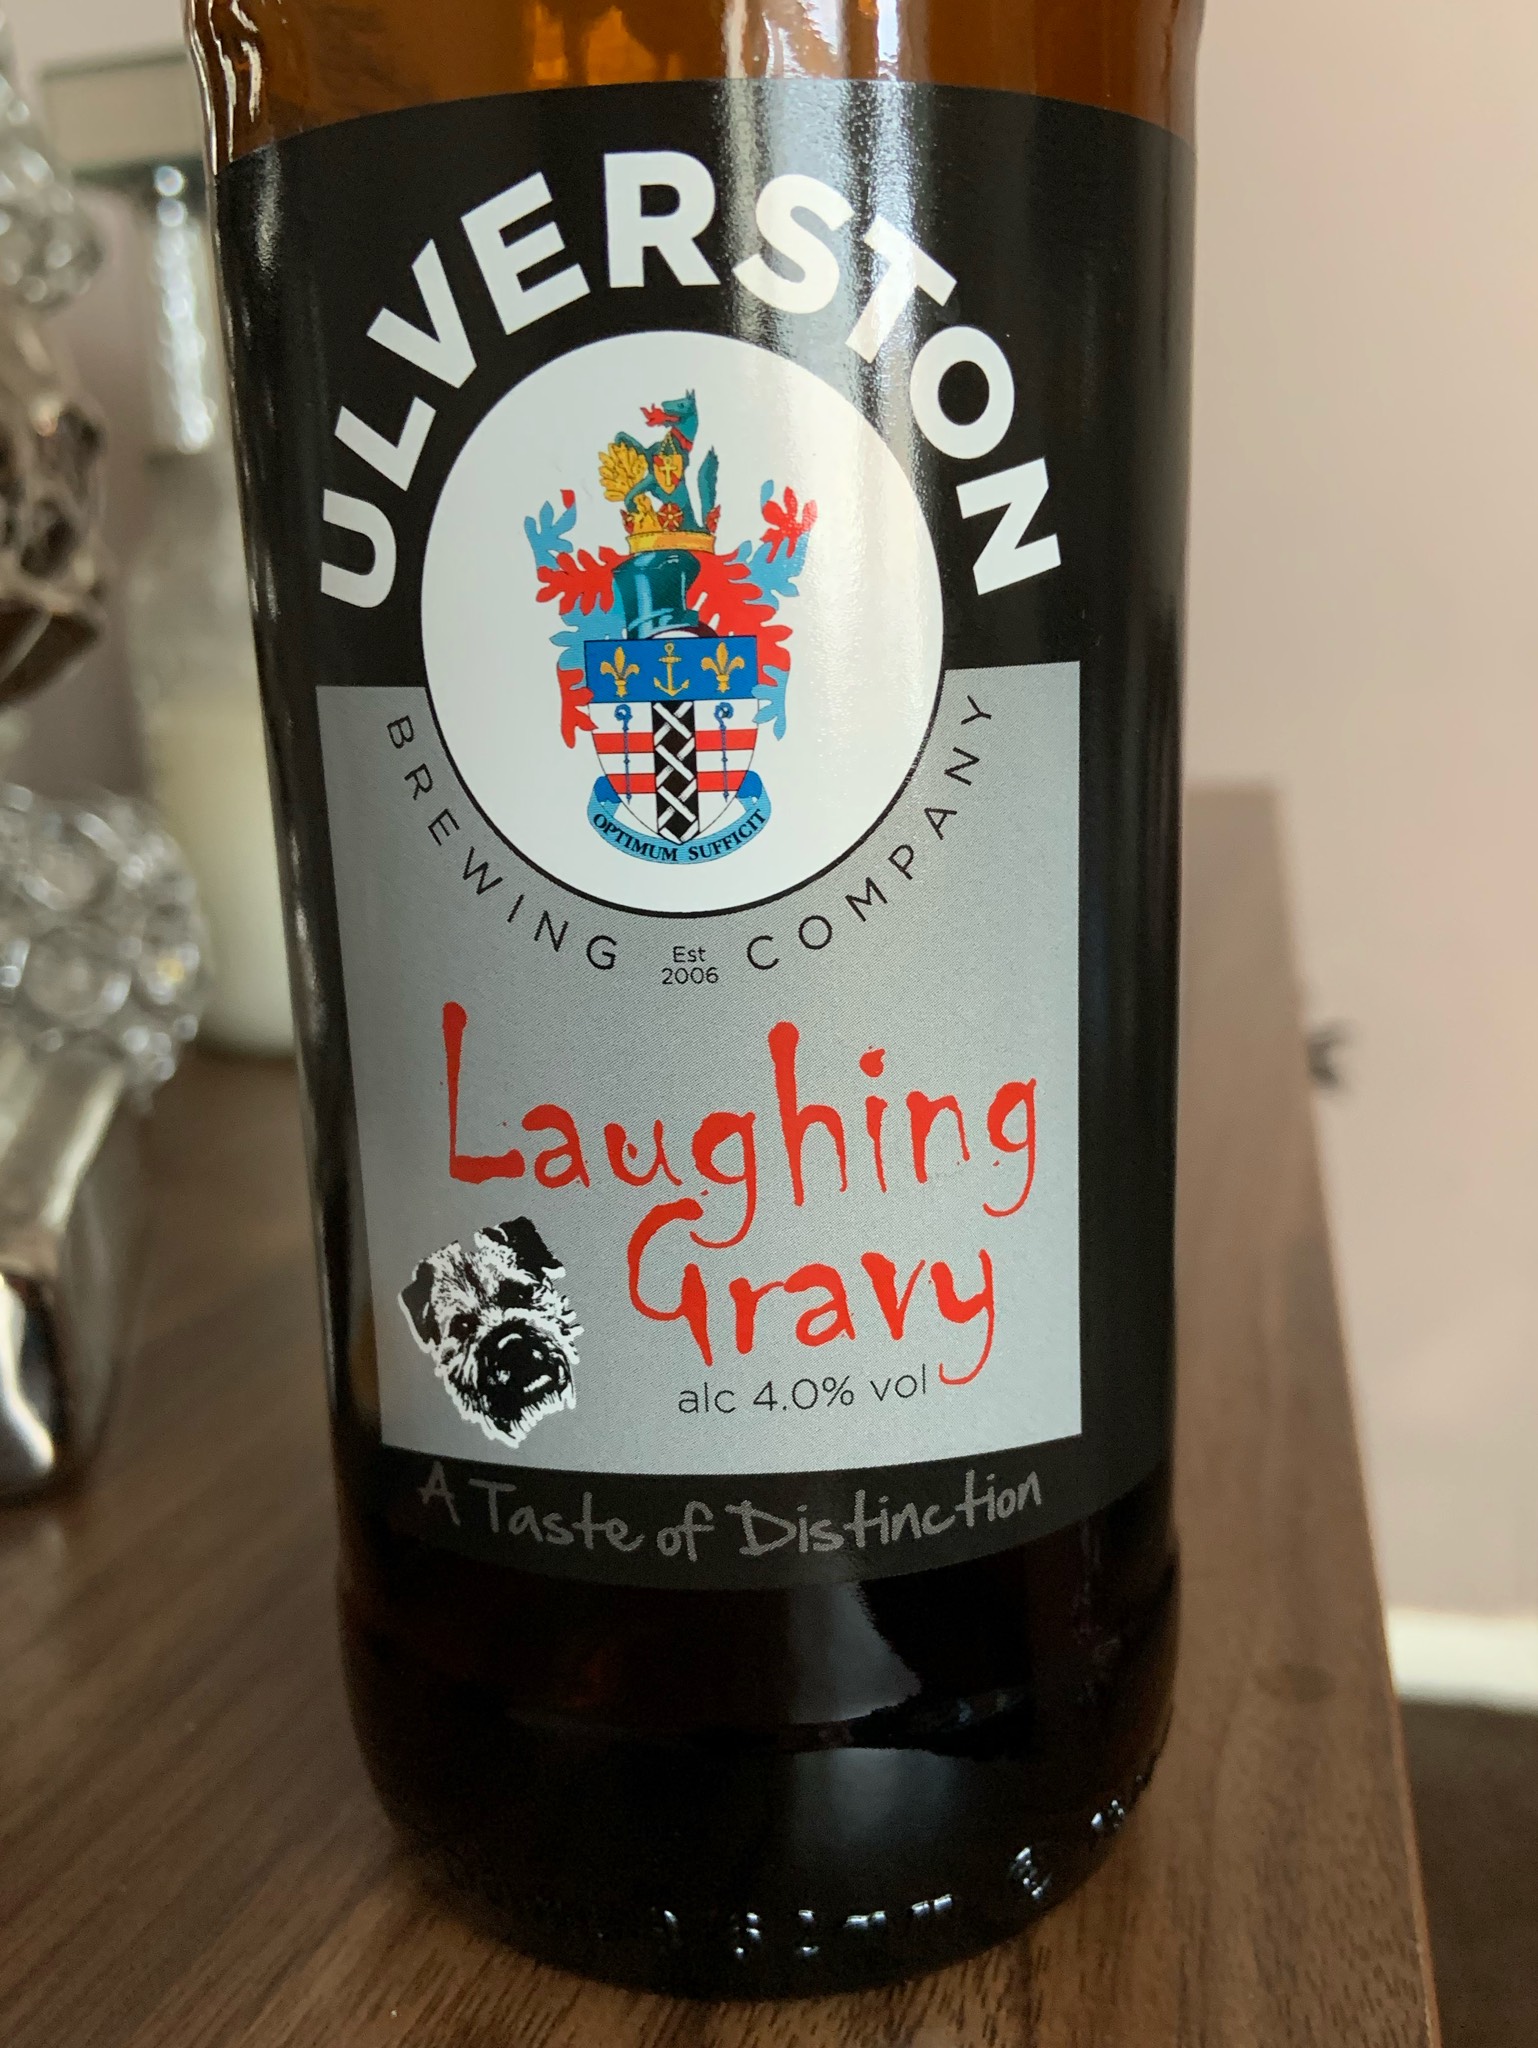 ULVERSTON
OPTIMUM SUFFICIT
BREWING COMPANY
Est
2006
Laughing
Gravy
alc 4.0% vol
A Taste of Distinction